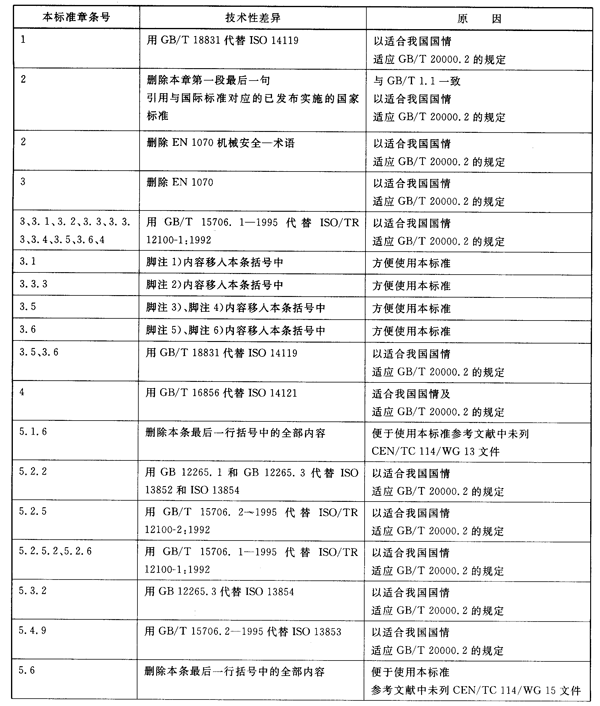 本标准章条号 技术性差异 原 因
1 用 GB/T 18831 代替 ISO 14119 以适合我国国情
适应 GB/T 20000.2 的规定
2 删除本章第一段最后一句 与 GB/T 1.1 一致
引用与国际标准对应的已发布实施的国家 以适合我国国情
标准 适应 GB/T 20000.2 的规定
2 删除 EN 1070 机械安全—术语 以适合我国国情
适应 GB/T 20000.2 的规定
3 删除 EN 1070 以适合我国国情
适应 GB/T 20000.2 的规定
3、3.1、3.2、3.3、3.3. 用 GB/T 15706.1—1995 代替 ISO/TR 以适合我国国情
3、3.4、3.5、3.6、4 12100-1:1992 适应 GB/T 20000.2 的规定
3.1 脚注 1)内容移入本条括号中 方便使用本标准
3.3.3 脚注 2)内容移入本条括号中 方便使用本标准
3.5 脚注 3)、脚注 4)内容移入本条括号中 方便使用本标准
3.6 脚注 5)、脚注 6)内容移入本条括号中 方便使用本标准
3.5、3.6 用 GB/T 18831 代替 ISO 14119 以适合我国国情
适应 GB/T 20000.2 的规定
4 用 GB/T 16856 代替 ISO 14121 适合我国国情及
适应 GB/T 20000.2 的规定
5.1.6 删除本条最后一行括号中的全部内容 便于使用本标准参考文献中未列
CEN/TC 114/WG 13 文件
5.2.2 用 GB 12265.1 和 GB 12265.3 代替 ISO 以适合我国国情
13852 和 ISO 13854 适应 GB/T 20000.2 的规定
5.2.5 用 GB/T 15706.2—1995 代替 ISO/TR 以适合我国国情
12100-2:1992 适应 GB/T 20000.2 的规定
5.2.5.2、5.2.6 用 GB/T 15706.1—1995 代替 ISO/TR 以适合我国国情
12100-1:1992 适应 GB/T 20000.2 的规定
5.3.2 用 GB 12265.3 代替 ISO 13854 以适合我国国情
适应 GB/T 20000.2 的规定
5.4.9 用 GB/T 15706.2—1995 代替 ISO 13853 以适合我国国情
适应 GB/T 20000.2 的规定
5.6 删除本条最后一行括号中的全部内容 便于使用本标准
参考文献中未列 CEN/TC 114/WG 15 文件